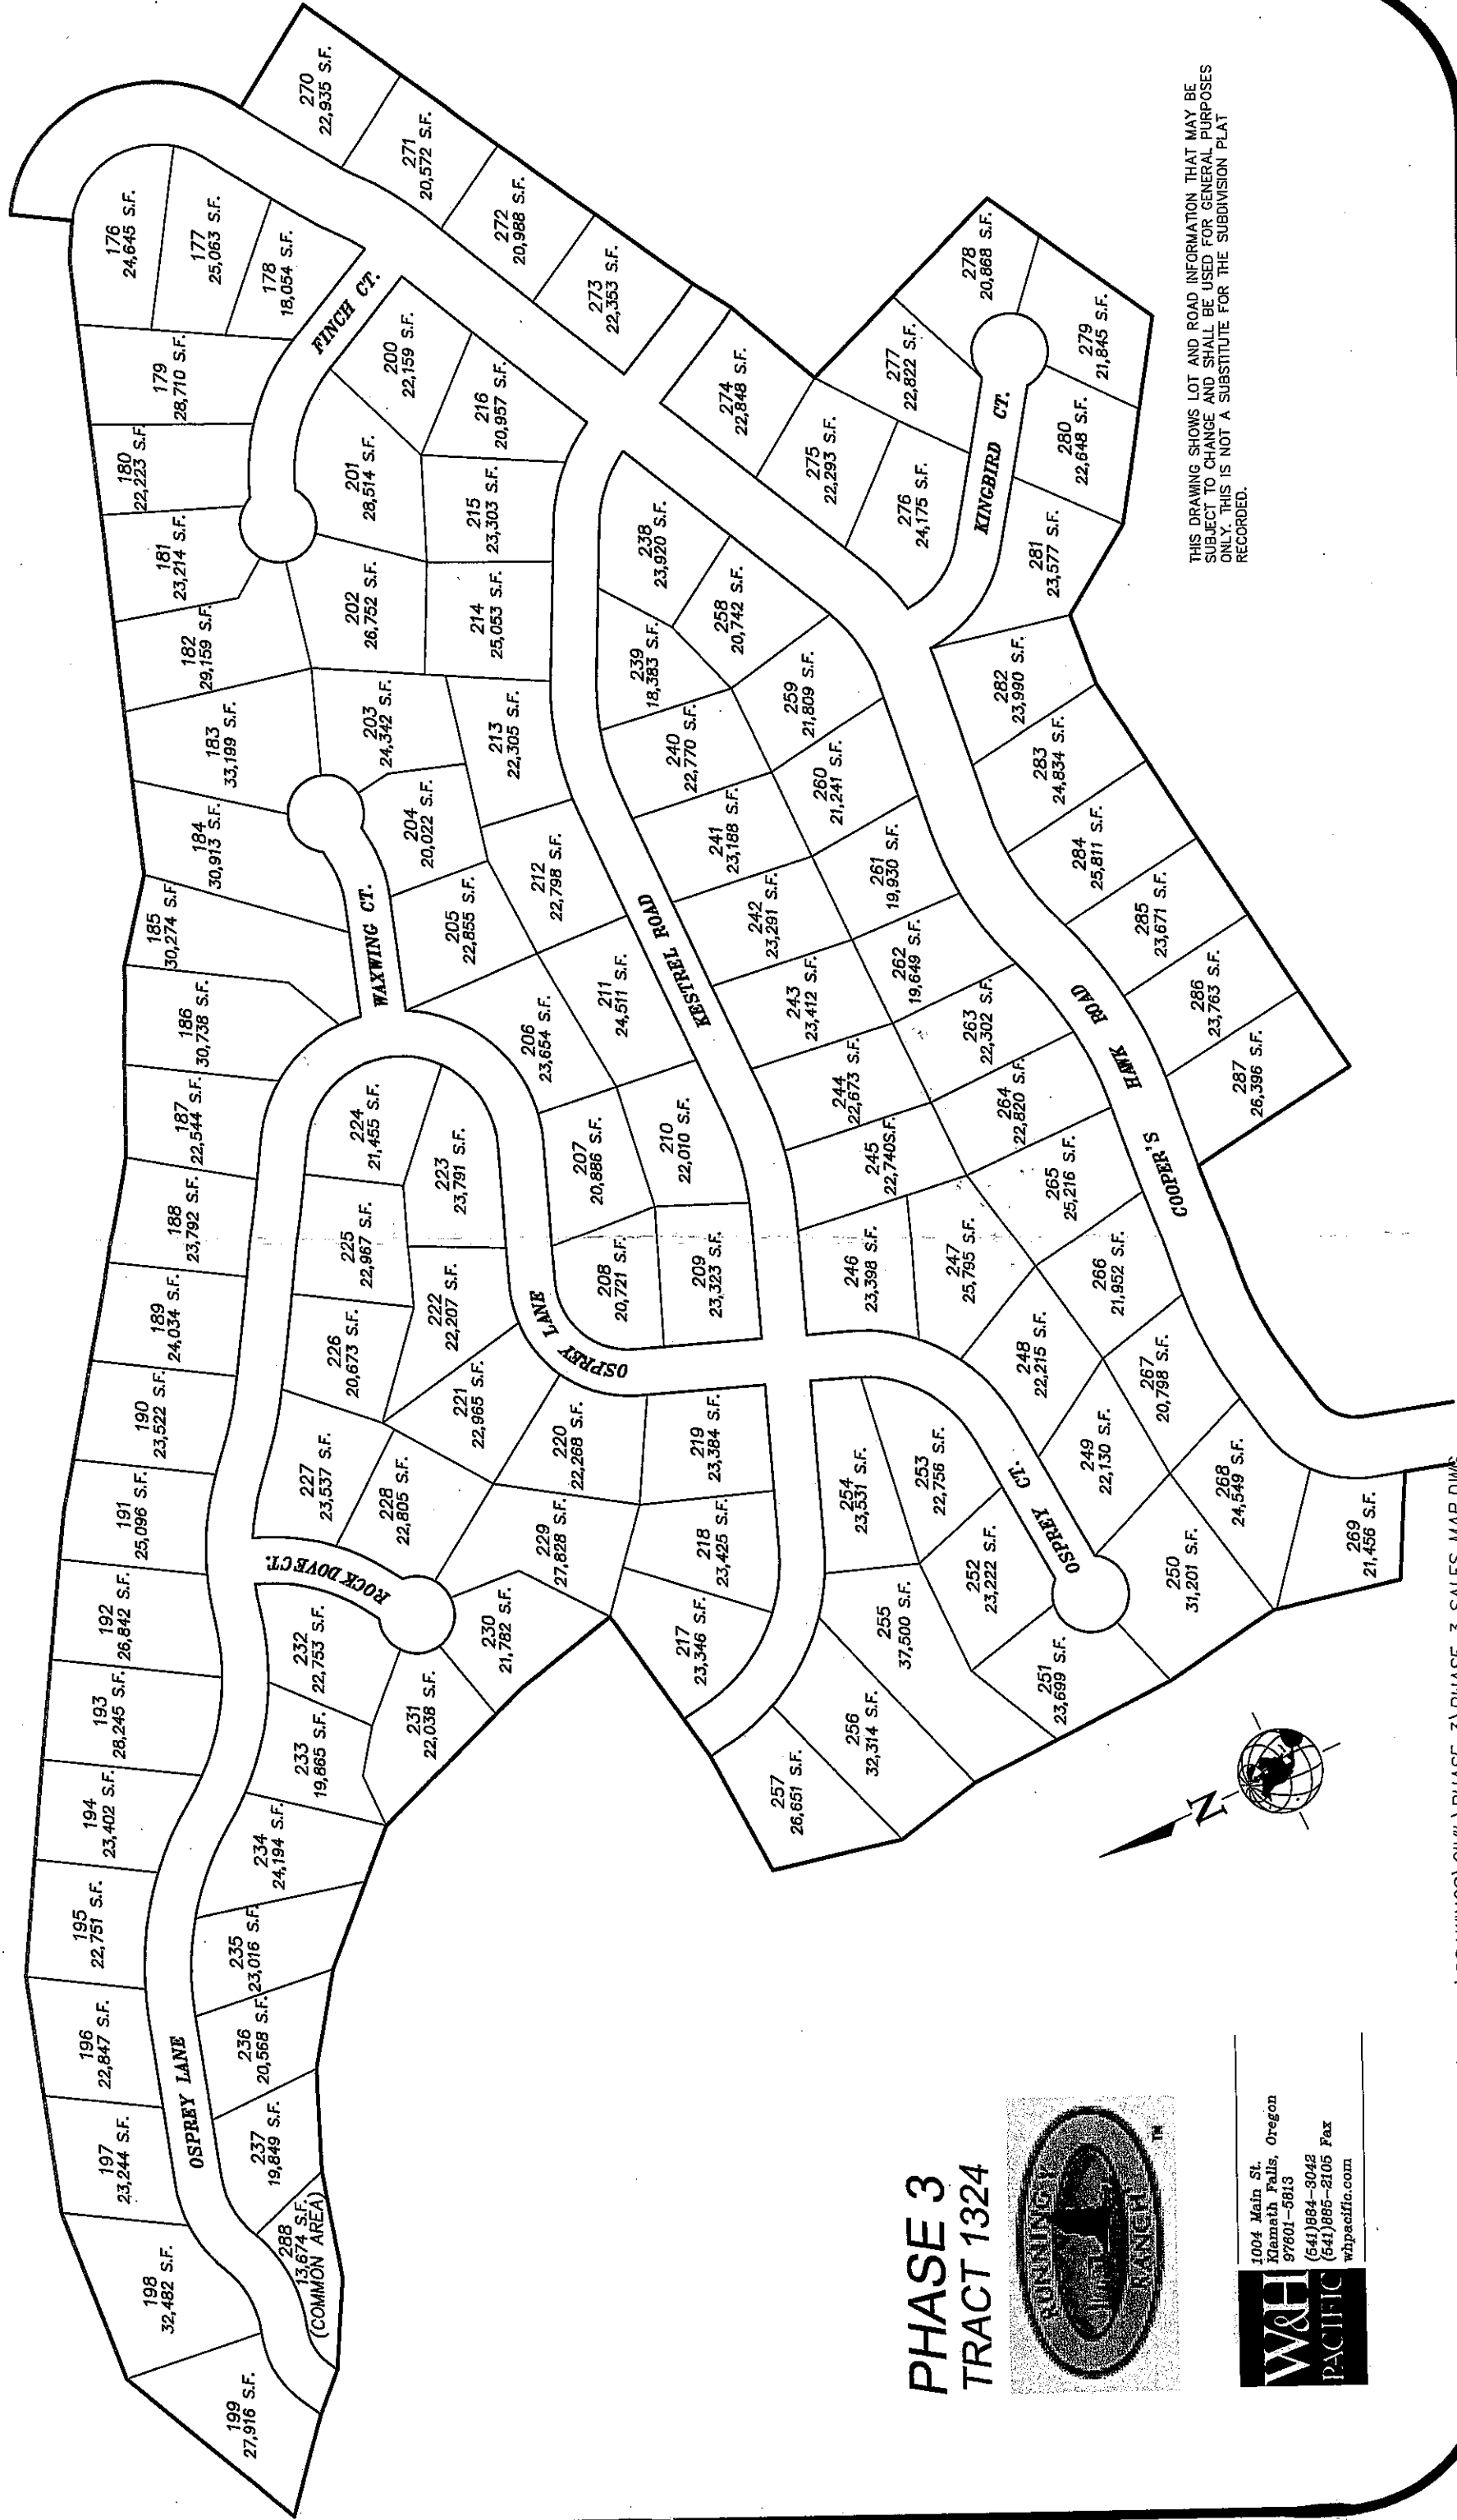 176
24,645 S.F.
177
25,063 S.F.
178
18,054 S.F.
179
28,710 S.F.
180
22,223 S.F.
181
23,214 S.F.
182
29,159 S.F.
183
33,199 S.F.
184
30,913 S.F.
185
30,274 S.F.
186
30,738 S.F.
187
22,544 S.F.
188
23,792 S.F.
189
24,034 S.F.
190
23,522 S.F.
191
25,096 S.F.
192
26,842 S.F.
193
28,245 S.F.
194
23,402 S.F.
195
22,751 S.F.
196
22,847 S.F.
197
23,244 S.F.
198
32,482 S.F.
199
27,916 S.F.
200
22,159 S.F.
201
28,514 S.F.
202
26,752 S.F.
203
24,342 S.F.
204
20,022 S.F.
205
22,855 S.F.
206
23,654 S.F.
207
20,886 S.F.
208
20,721 S.F.
209
23,323 S.F.
210
22,010 S.F.
211
24,511 S.F.
212
22,798 S.F.
213
22,305 S.F.
214
25,053 S.F.
215
23,303 S.F.
216
20,957 S.F.
217
23,346 S.F.
218
23,425 S.F.
219
23,384 S.F.
220
22,268 S.F.
221
22,965 S.F.
222
22,207 S.F.
223
23,791 S.F.
224
21,455 S.F.
225
22,967 S.F.
226
20,673 S.F.
227
23,537 S.F.
228
22,805 S.F.
229
27,828 S.F.
230
21,782 S.F.
231
22,038 S.F.
232
22,753 S.F.
233
19,865 S.F.
234
24,194 S.F.
235
23,016 S.F.
236
20,568 S.F.
237
19,849 S.F.
288
13,674 S.F.
(COMMON AREA)
238
23,920 S.F.
239
18,383 S.F.
240
22,770 S.F.
241
23,188 S.F.
242
23,291 S.F.
243
23,412 S.F.
244
22,673 S.F.
245
22,740S.F.
246
23,398 S.F.
247
25,795 S.F.
248
22,215 S.F.
249
22,130 S.F.
250
31,201 S.F.
251
23,699 S.F.
252
23,222 S.F.
253
22,756 S.F.
254
23,531 S.F.
255
37,500 S.F.
256
32,314 S.F.
257
26,651 S.F.
258
20,742 S.F.
259
21,809 S.F.
260
21,241 S.F.
261
19,930 S.F.
262
19,649 S.F.
263
22,302 S.F.
264
22,820 S.F.
265
25,216 S.F.
266
21,952 S.F.
267
20,798 S.F.
268
24,549 S.F.
269
21,456 S.F.
270
22,935 S.F.
271
20,572 S.F.
272
20,988 S.F.
273
22,353 S.F.
274
22,848 S.F.
275
22,293 S.F.
276
24,175 S.F.
277
22,822 S.F.
278
20,868 S.F.
279
21,845 S.F.
280
22,648 S.F.
281
23,577 S.F.
282
23,990 S.F.
283
24,834 S.F.
284
25,811 S.F.
285
23,671 S.F.
286
23,763 S.F.
287
26,396 S.F.
FINCH CT.
WAXWING CT.
KESTREL ROAD
KINGBIRD CT.
COOPER'S HAWK ROAD
OSPREY LANE
OSPREY CT.
ROCK DOVE CT.
OSPREY LANE
THIS DRAWING SHOWS LOT AND ROAD INFORMATION THAT MAY BE
SUBJECT TO CHANGE AND SHALL BE USED FOR GENERAL PURPOSES
ONLY. THIS IS NOT A SUBSTITUTE FOR THE SUBDIVISION PLAT
RECORDED.
N
PHASE 3
TRACT 1324
RUNNING Y
RANCH
TM
W&H
PACIFIC
1004 Main St.
Klamath Falls, Oregon
97601-5813
(541)884-3042
(541)885-2105 Fax
whpacific.com